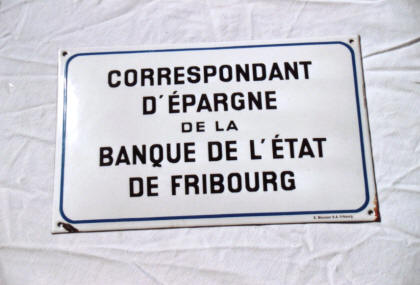 CORRESPONDANT
D'ÉPARGNE
DE LA
BANQUE DE L'ÉTAT
DE FRIBOURG